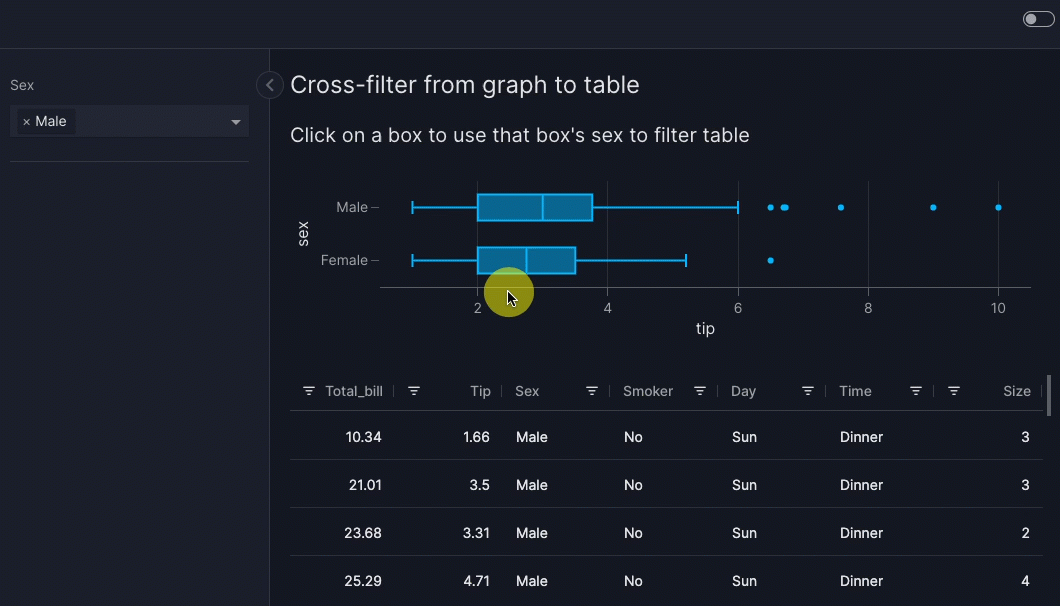 Sex
× Male
Cross-filter from graph to table
Click on a box to use that box's sex to filter table
sex
Male
Female
2 4 6 8 10
tip
Total_bill Tip Sex Smoker Day Time Size
10.34 1.66 Male No Sun Dinner 3
21.01 3.5 Male No Sun Dinner 3
23.68 3.31 Male No Sun Dinner 2
25.29 4.71 Male No Sun Dinner 4